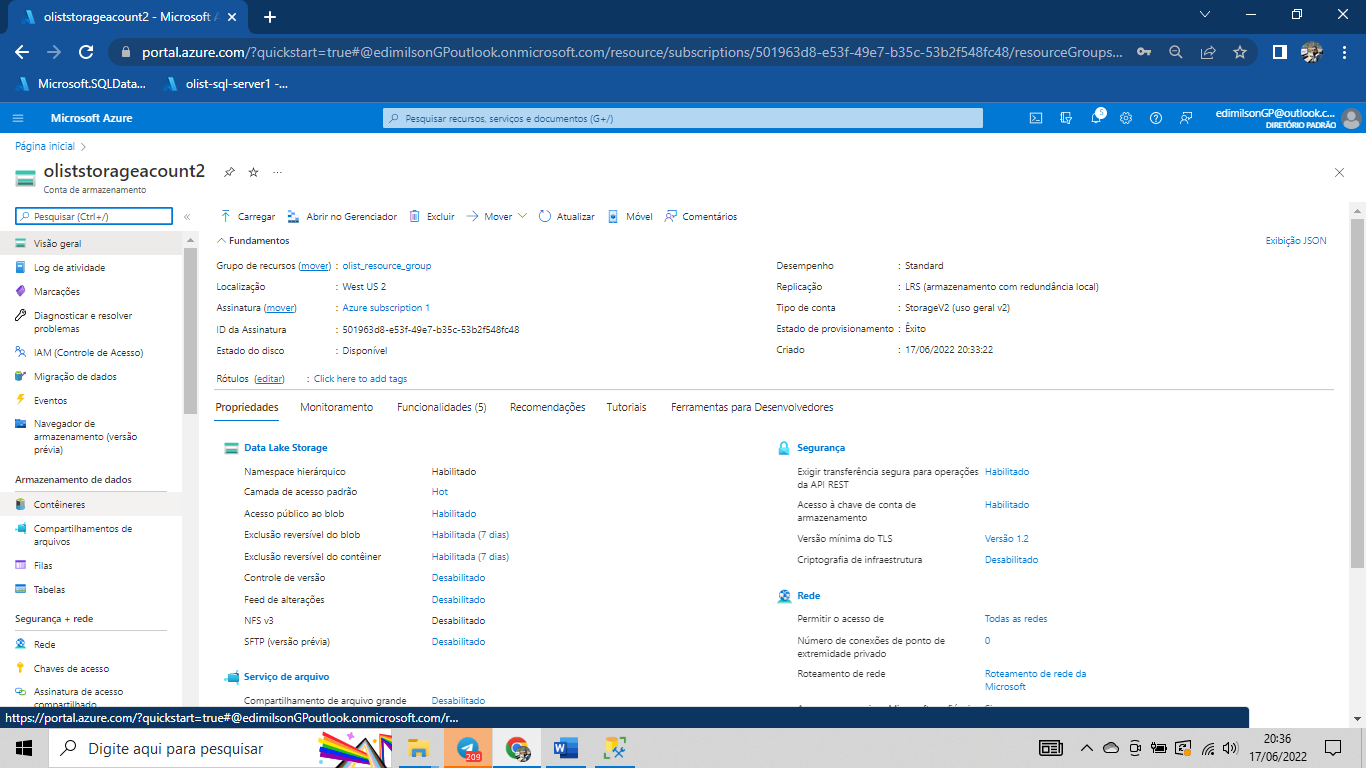 oliststorageacount2 - Microsoft A
portal.azure.com/?quickstart=true#@edimilsonGPoutlook.onmicrosoft.com/resource/subscriptions/501963d8-e53f-49e7-b35c-53b2f548fc48/resourceGroups...
Microsoft.SQLData... olist-sql-server1 -...
Microsoft Azure
Pesquisar recursos, serviços e documentos (G+/)
5
edimilsonGP@outlook.c...
DIRETÓRIO PADRÃO
Página inicial
oliststorageacount2
Conta de armazenamento
Pesquisar (Ctrl+/)
Visão geral
Log de atividade
Marcações
Diagnosticar e resolver
problemas
IAM (Controle de Acesso)
Migração de dados
Eventos
Navegador de
armazenamento (versão
prévia)
Armazenamento de dados
Contêineres
Compartilhamentos de
arquivos
Filas
Tabelas
Segurança + rede
Rede
Chaves de acesso
Assinatura de acesso
compartilhado
Carregar Abrir no Gerenciador Excluir Mover Atualizar Móvel Comentários
Fundamentos
Exibição JSON
Grupo de recursos (mover) : olist_resource_group
Localização : West US 2
Assinatura (mover) : Azure subscription 1
ID da Assinatura : 501963d8-e53f-49e7-b35c-53b2f548fc48
Estado do disco : Disponível
Desempenho : Standard
Replicação : LRS (armazenamento com redundância local)
Tipo de conta : StorageV2 (uso geral v2)
Estado de provisionamento : Êxito
Criado : 17/06/2022 20:33:22
Rótulos (editar) : Click here to add tags
Propriedades Monitoramento Funcionalidades (5) Recomendações Tutoriais Ferramentas para Desenvolvedores
Data Lake Storage
Namespace hierárquico Habilitado
Camada de acesso padrão Hot
Acesso público ao blob Habilitado
Exclusão reversível do blob Habilitada (7 dias)
Exclusão reversível do contêiner Habilitada (7 dias)
Controle de versão Desabilitado
Feed de alterações Desabilitado
NFS v3 Desabilitado
SFTP (versão prévia) Desabilitado
Serviço de arquivo
Compartilhamento de arquivo grande Desabilitado
Segurança
Exigir transferência segura para operações Habilitado
da API REST
Acesso à chave de conta de Habilitado
armazenamento
Versão mínima do TLS Versão 1.2
Criptografia de infraestrutura Desabilitado
Rede
Permitir o acesso de Todas as redes
Número de conexões de ponto de 0
extremidade privado
Roteamento de rede Roteamento de rede da
Microsoft
https://portal.azure.com/?quickstart=true#@edimilsonGPoutlook.onmicrosoft.com/r...
Digite aqui para pesquisar
209
20:36
17/06/2022